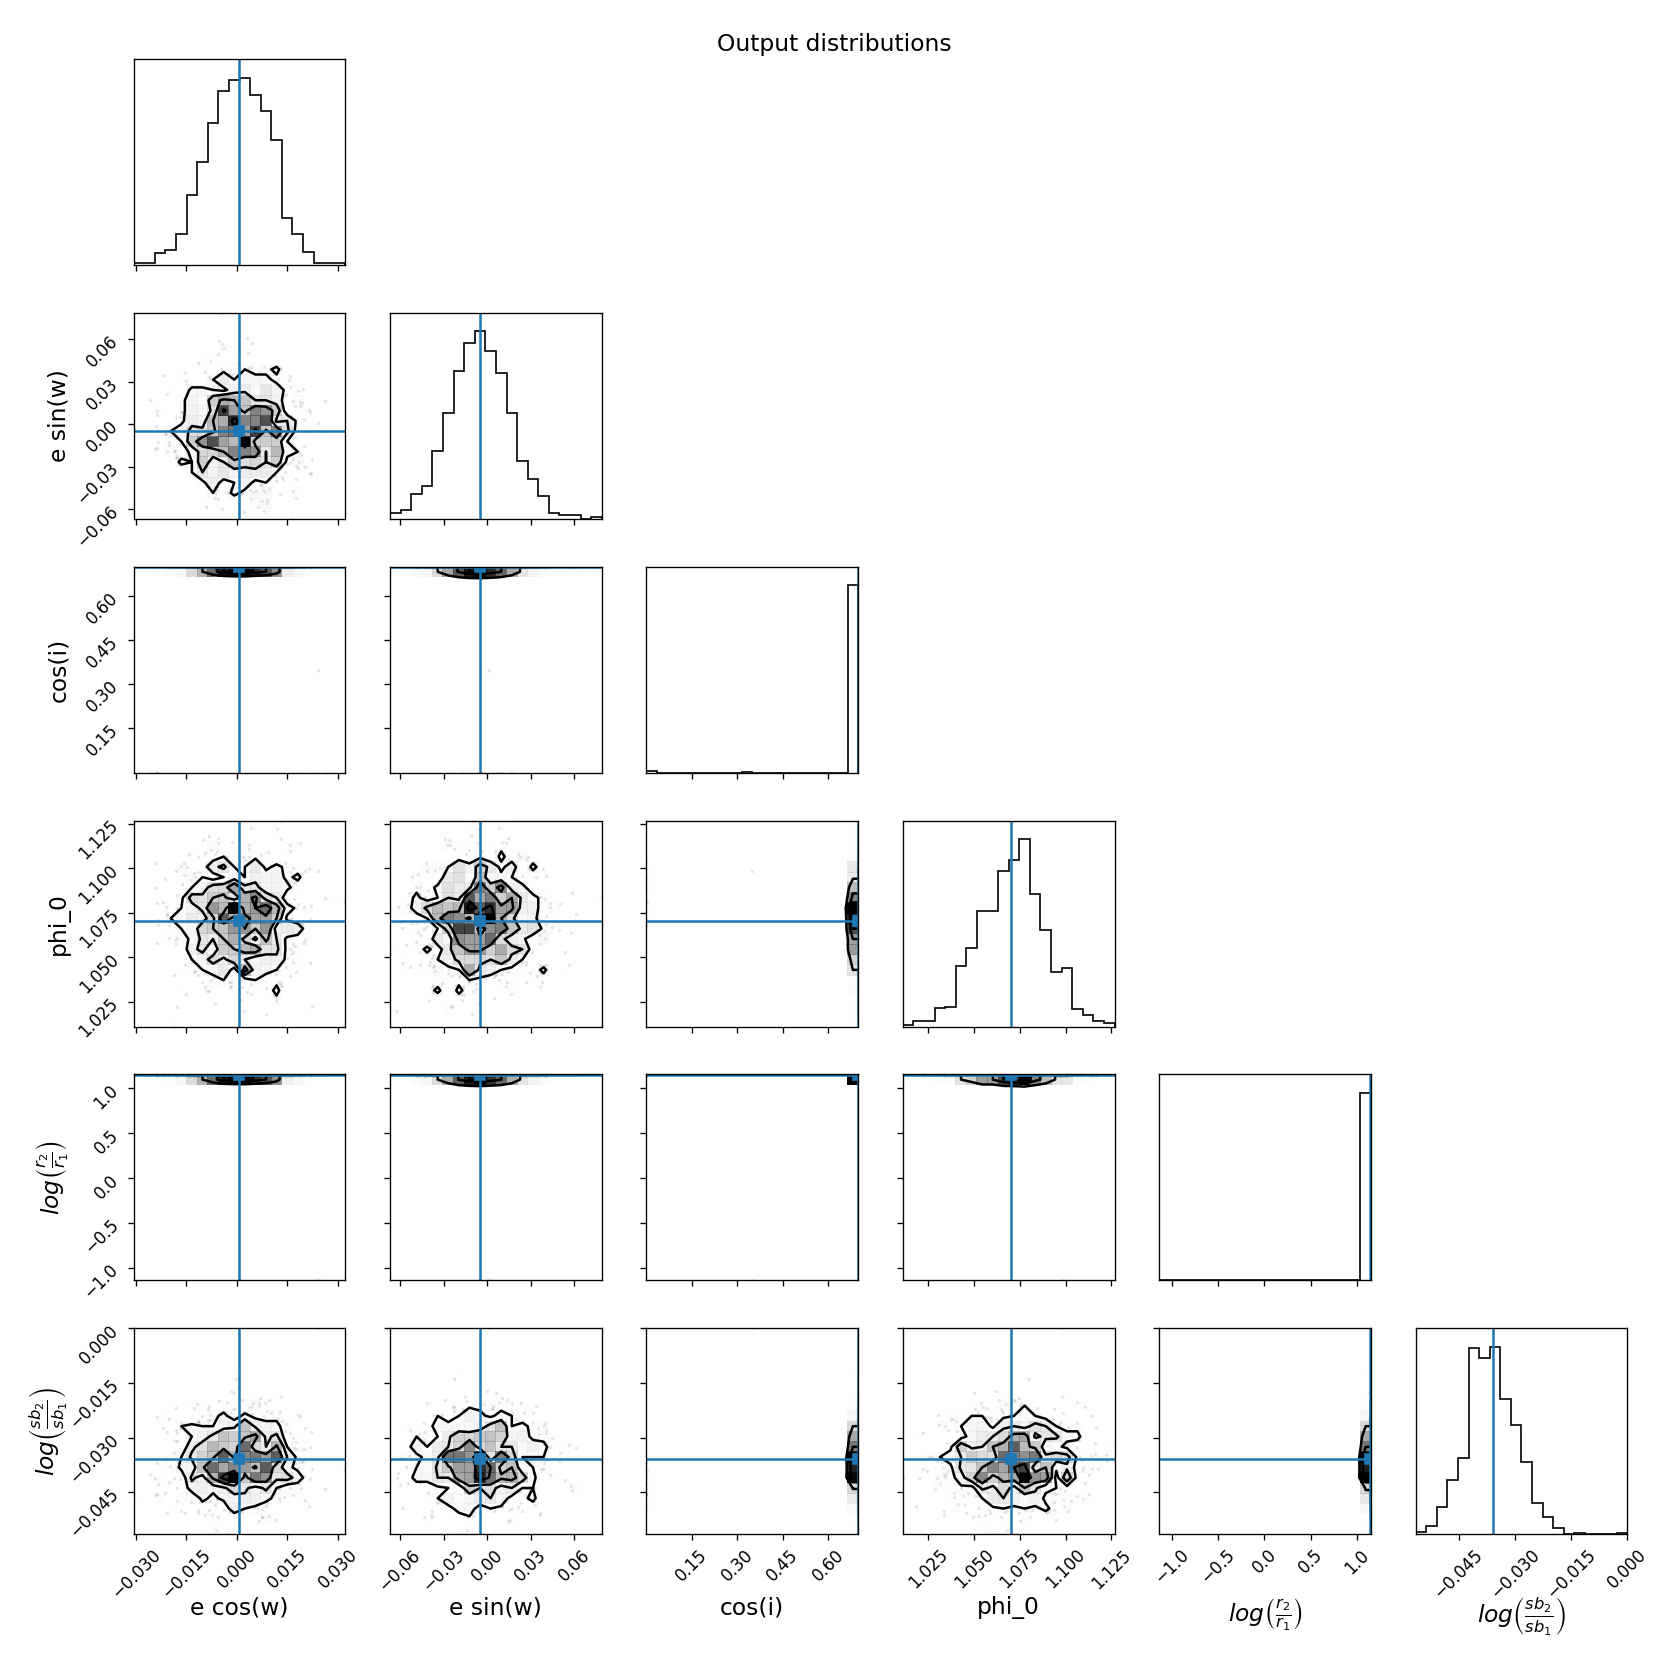 Output distributions
e sin(w)
0.06
0.03
0.00
−0.03
−0.06
cos(i)
0.60
0.45
0.30
0.15
phi_0
1.125
1.100
1.075
1.050
1.025
log(r₂/r₁)
1.0
0.5
0.0
−0.5
−1.0
log(sb₂/sb₁)
0.000
−0.015
−0.030
−0.045
−0.030 −0.015 0.000 0.015 0.030
e cos(w)
−0.06 −0.03 0.00 0.03 0.06
e sin(w)
0.15 0.30 0.45 0.60
cos(i)
1.025 1.050 1.075 1.100 1.125
phi_0
−1.0 −0.5 0.0 0.5 1.0
log(r₂/r₁)
−0.045 −0.030 −0.015 0.000
log(sb₂/sb₁)